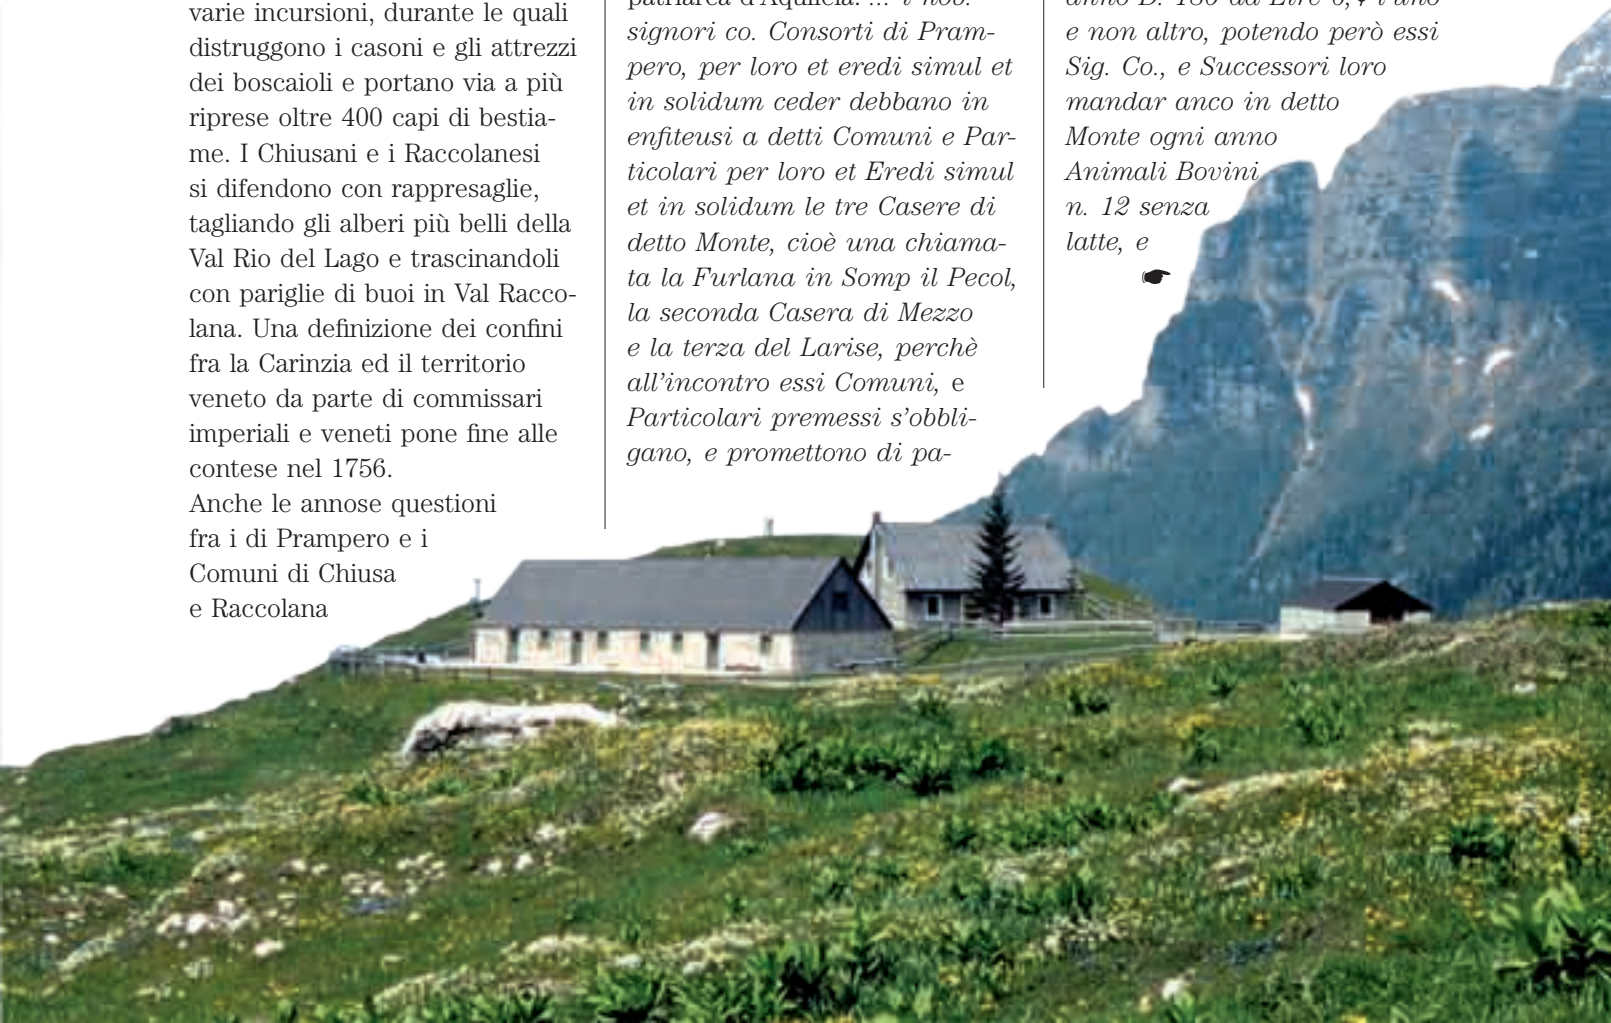 varie incursioni, durante le quali
distruggono i casoni e gli attrezzi
dei boscaioli e portano via a più
riprese oltre 400 capi di bestia-
me. I Chiusani e i Raccolanesi
si difendono con rappresaglie,
tagliando gli alberi più belli della
Val Rio del Lago e trascinandoli
con pariglie di buoi in Val Racco-
lana. Una definizione dei confini
fra la Carinzia ed il territorio
veneto da parte di commissari
imperiali e veneti pone fine alle
contese nel 1756.
Anche le annose questioni
fra i di Prampero e i
Comuni di Chiusa
e Raccolana
patriarca d'Aquileia. ... i nob.
signori co. Consorti di Pram-
pero, per loro et eredi simul et
in solidum ceder debbano in
enfiteusi a detti Comuni e Par-
ticolari per loro et Eredi simul
et in solidum le tre Casere di
detto Monte, cioè una chiama-
ta la Furlana in Somp il Pecol,
la seconda Casera di Mezzo
e la terza del Larise, perchè
all'incontro essi Comuni, e
Particolari premessi s'obbli-
gano, e promettono di pa-
anno D. 180 da Lire 6,
e non altro, potendo però essi
Sig. Co., e Successori loro
mandar anco in detto
Monte ogni anno
Animali Bovini
n. 12 senza
latte, e